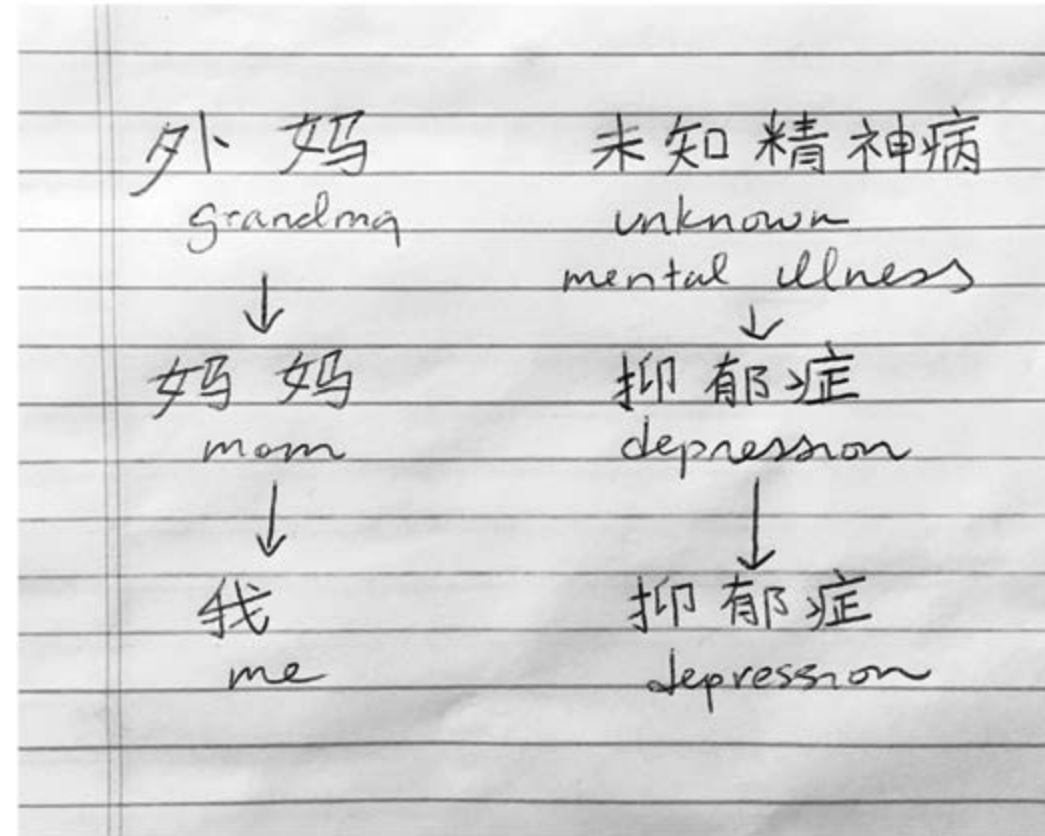 外妈 未知精神病
grandma unknown
mental illness
↓ ↓
妈妈 抑郁症
mom depression
↓ ↓
我 抑郁症
me depression